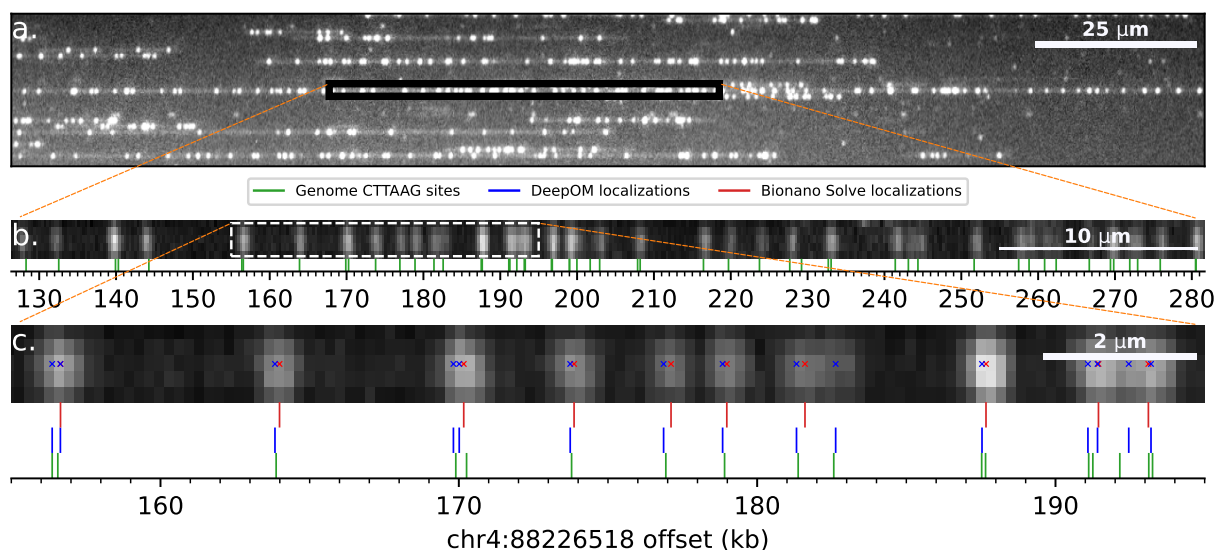 a.
25 μm
Genome CTTAAG sites
DeepOM localizations
Bionano Solve localizations
b.
10 μm
130 140 150 160 170 180 190 200 210 220 230 240 250 260 270 280
c.
2 μm
160 170 180 190
chr4:88226518 offset (kb)